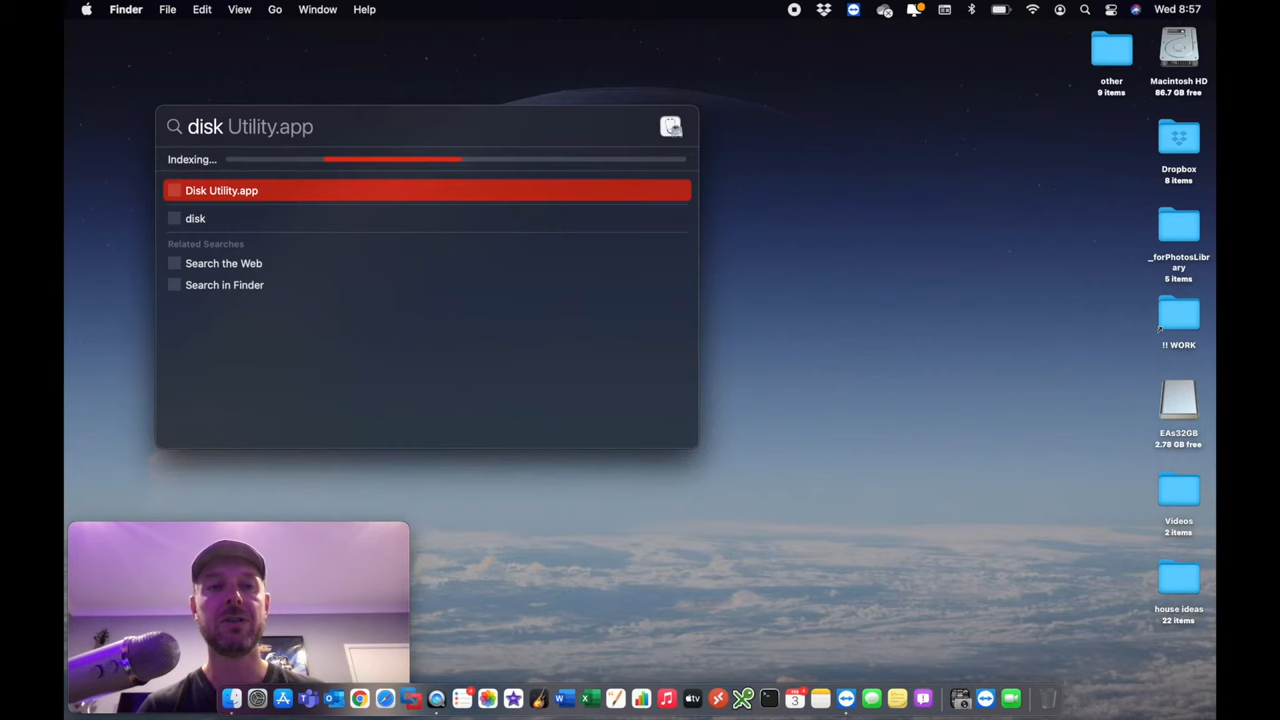 Finder File Edit View Go Window Help
Wed 8:57
disk Utility.app
Indexing...
Disk Utility.app
disk
Related Searches
Search the Web
Search in Finder
other
9 items
Macintosh HD
86.7 GB free
Dropbox
8 items
_forPhotosLibr
ary
5 items
!! WORK
EAs32GB
2.78 GB free
Videos
2 items
house ideas
22 items